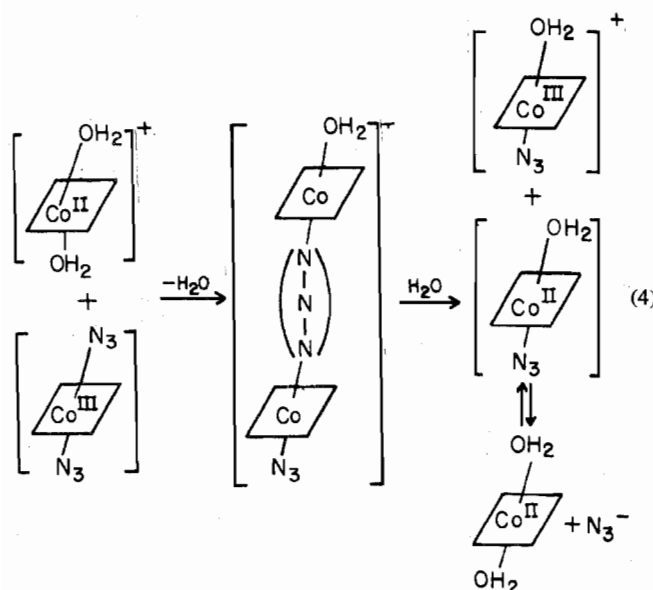 OH₂
Co^II
OH₂
+
+
N₃
Co^III
N₃
−H₂O
OH₂
+
Co
N
N
N
Co
N₃
H₂O
OH₂
+
Co^III
N₃
+
OH₂
Co^II
N₃
(4)
OH₂
Co^II
OH₂
+ N₃⁻